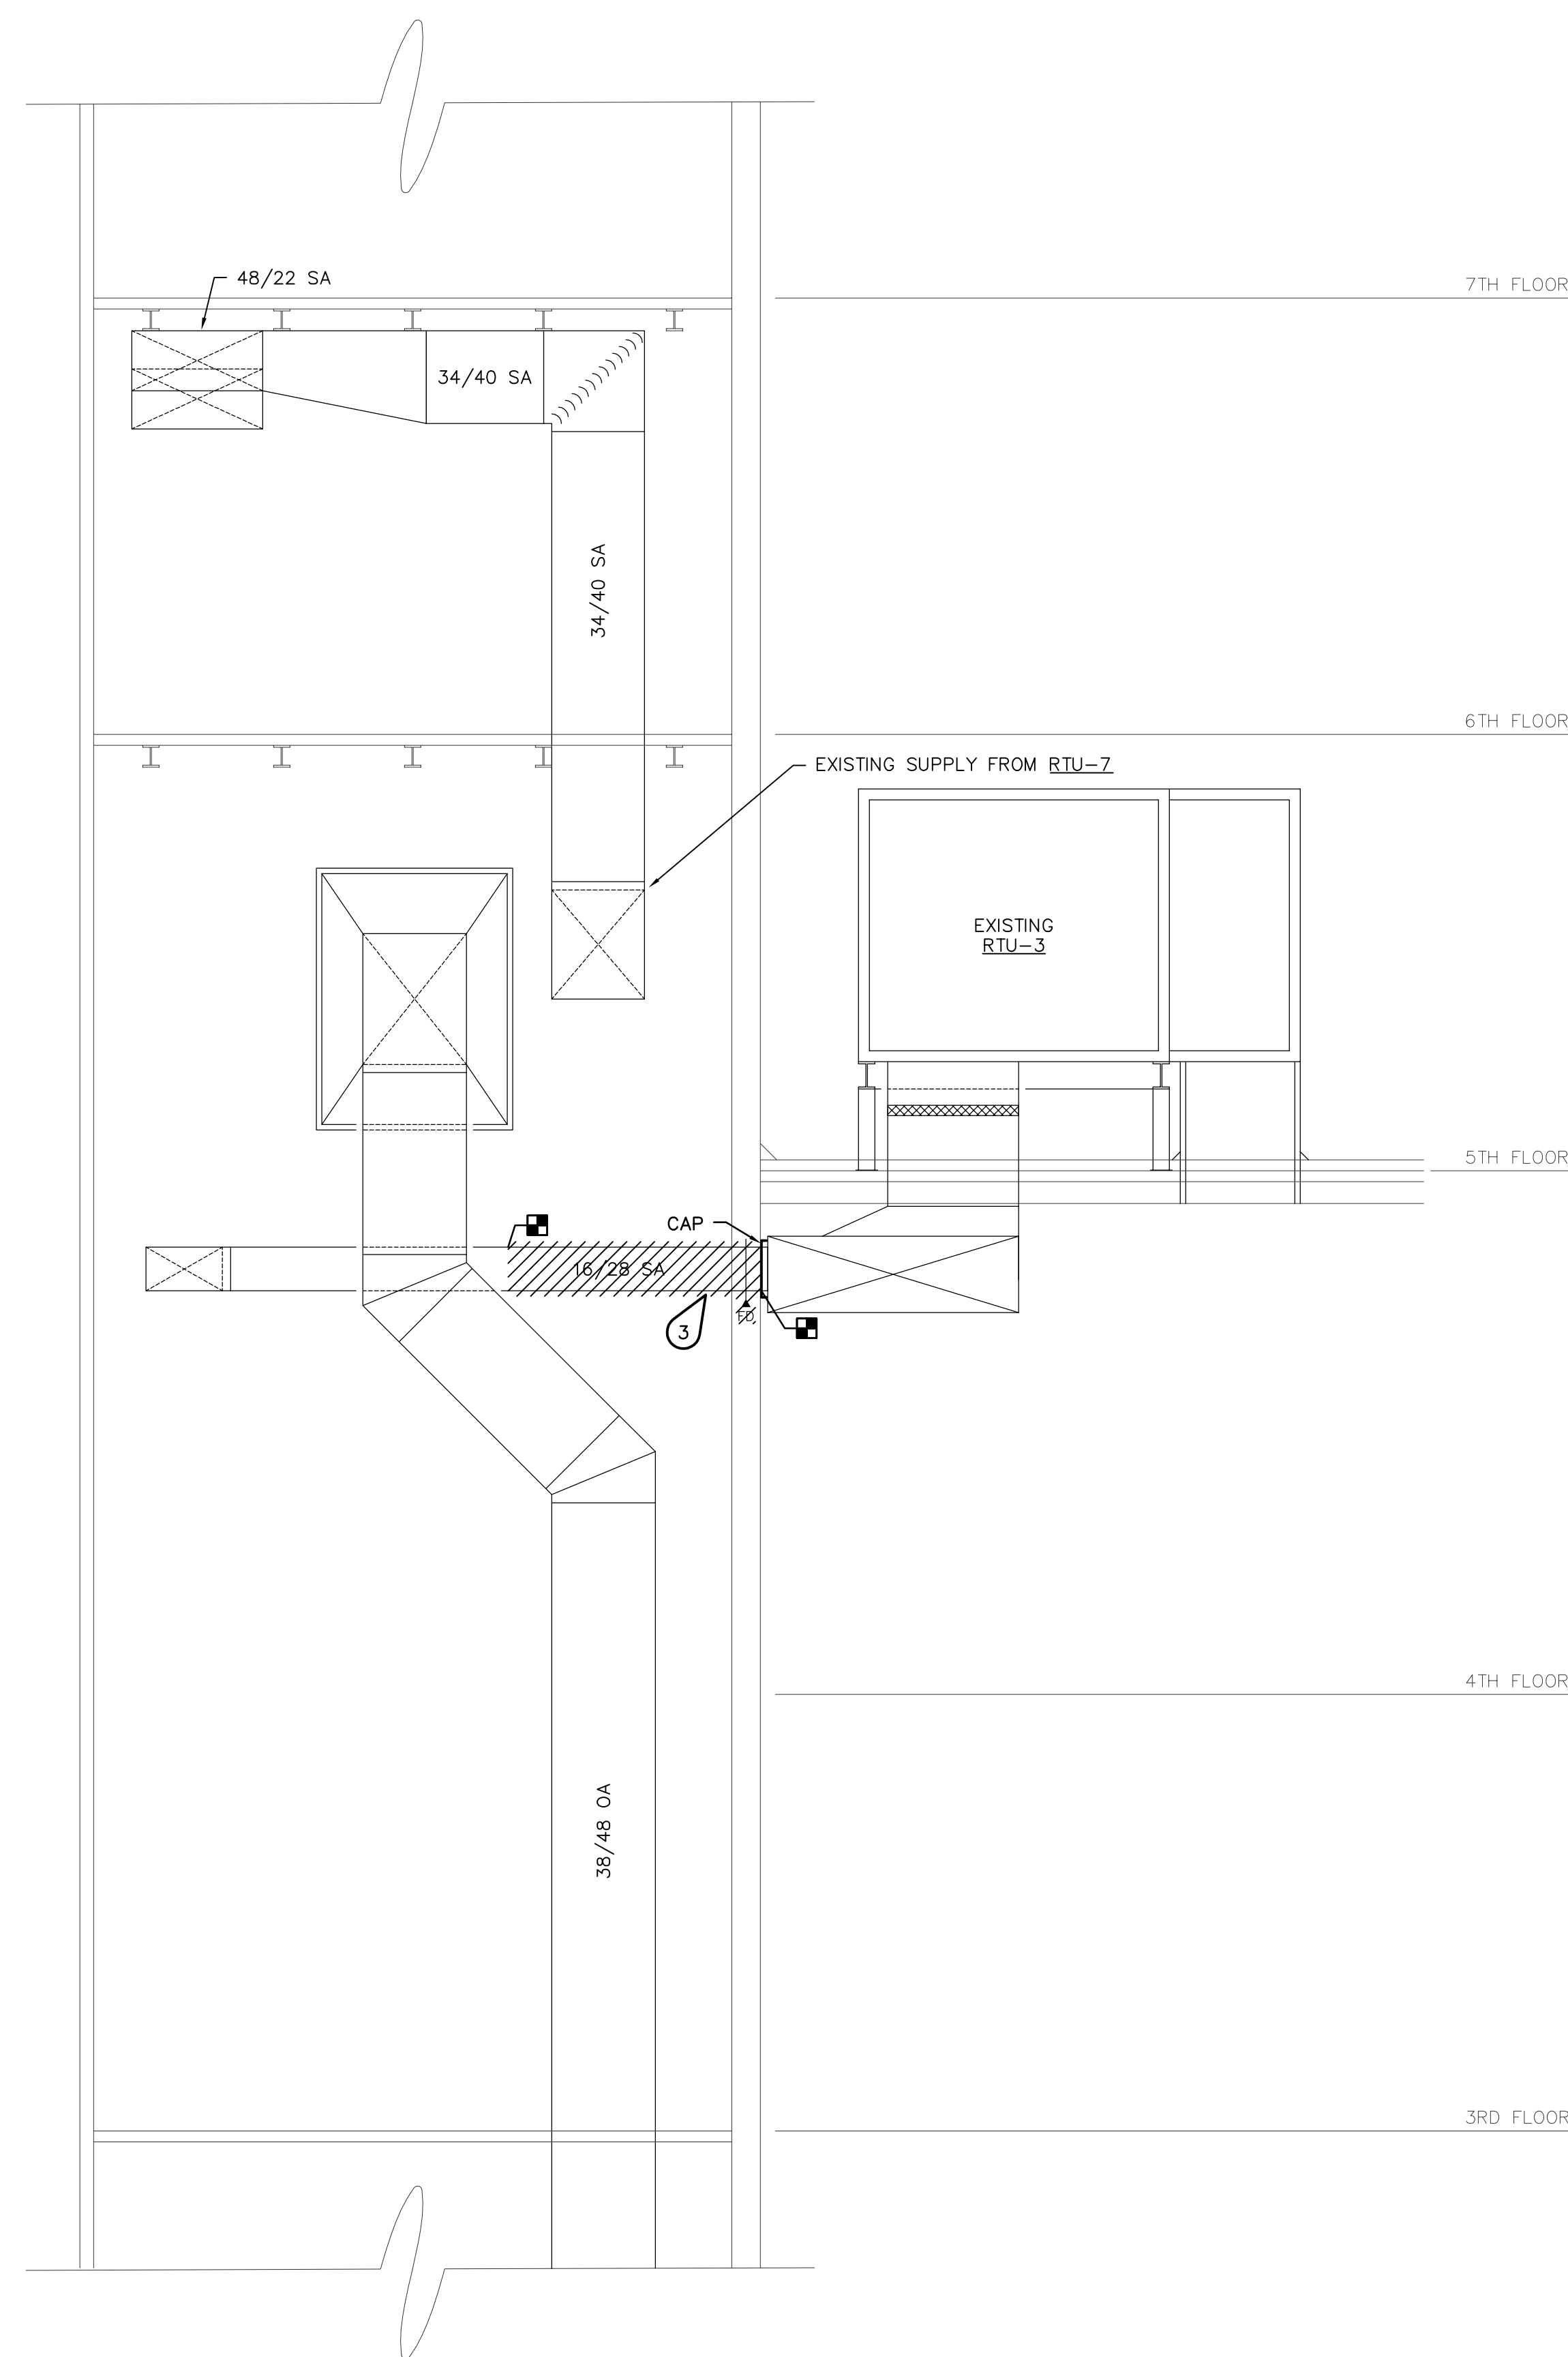 48/22 SA
7TH FLOOR
34/40 SA
34/40 SA
6TH FLOOR
EXISTING SUPPLY FROM RTU-7
EXISTING
RTU-3
5TH FLOOR
CAP
16/28 SA
FD
3
4TH FLOOR
38/48 OA
3RD FLOOR